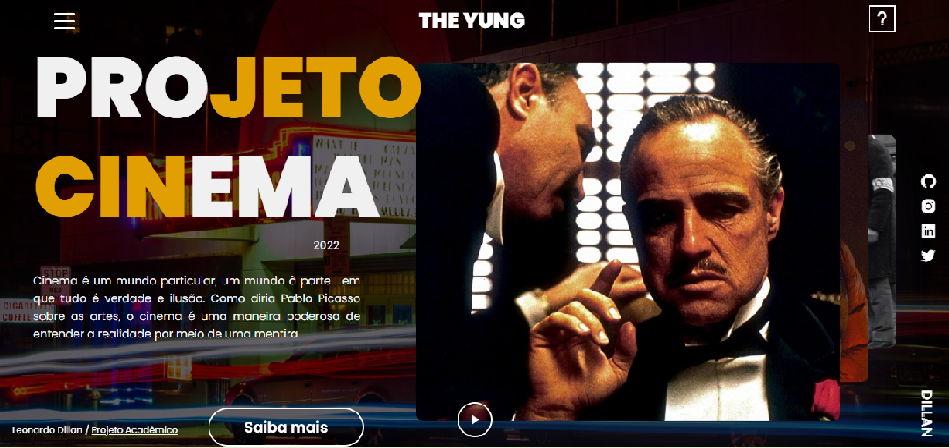 THE YUNG
?
PROJETO
CINEMA
2022
Cinema é um mundo particular, um mundo à parte, em
que tudo é verdade e ilusão. Como diria Pablo Picasso
sobre as artes, o cinema é uma maneira poderosa de
entender a realidade por meio de uma mentira.
Leonardo Dillan / Projeto Acadêmico
Saiba mais
DILLAN
STOP